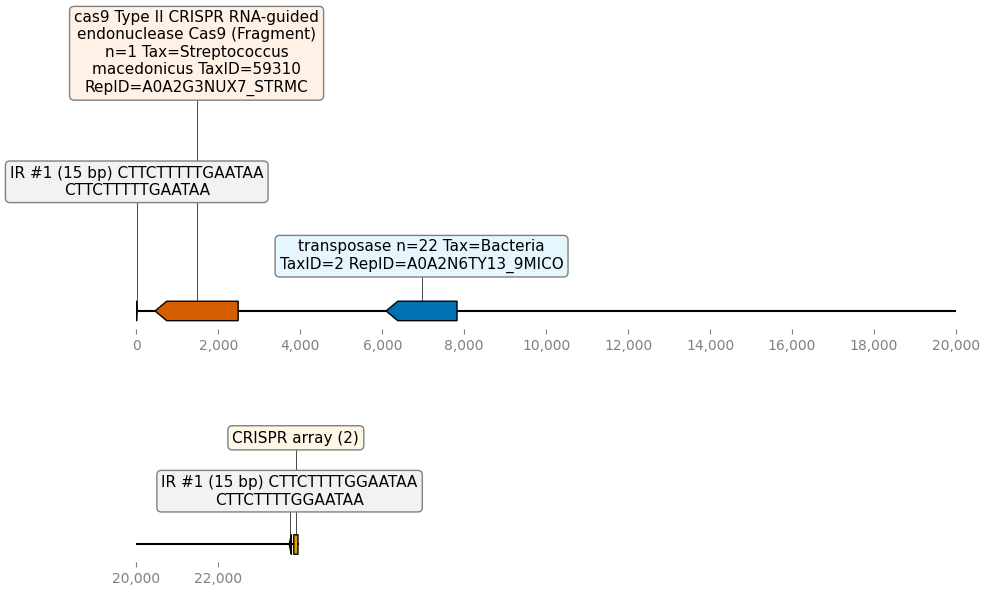 cas9 Type II CRISPR RNA-guided
endonuclease Cas9 (Fragment)
n=1 Tax=Streptococcus
macedonicus TaxID=59310
RepID=A0A2G3NUX7_STRMC
IR #1 (15 bp) CTTCTTTTTGAATAA
CTTCTTTTTGAATAA
transposase n=22 Tax=Bacteria
TaxID=2 RepID=A0A2N6TY13_9MICO
0 2,000 4,000 6,000 8,000 10,000 12,000 14,000 16,000 18,000 20,000
CRISPR array (2)
IR #1 (15 bp) CTTCTTTTGGAATAA
CTTCTTTTGGAATAA
20,000 22,000